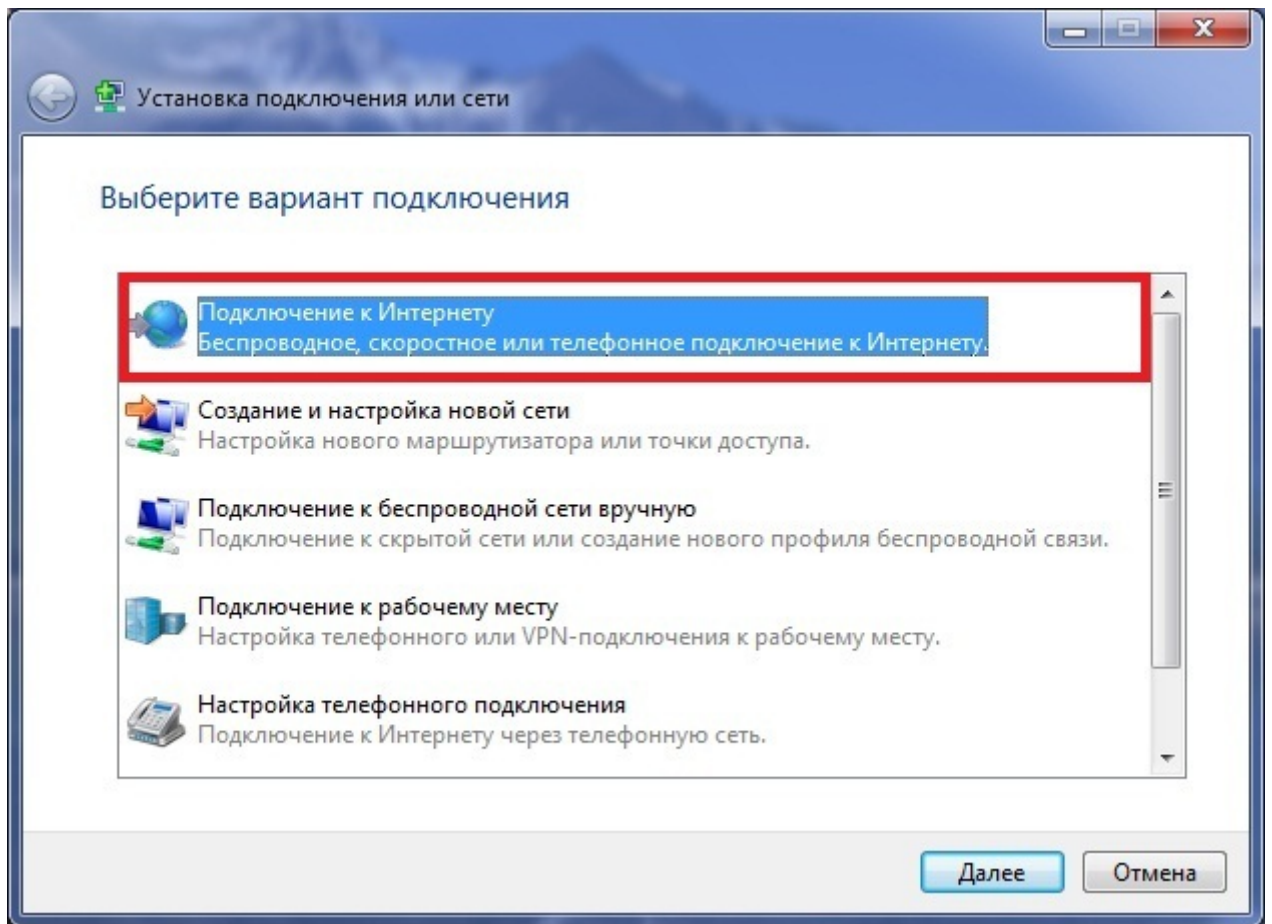 Установка подключения или сети
Выберите вариант подключения
Подключение к Интернету
Беспроводное, скоростное или телефонное подключение к Интернету.
Создание и настройка новой сети
Настройка нового маршрутизатора или точки доступа.
Подключение к беспроводной сети вручную
Подключение к скрытой сети или создание нового профиля беспроводной связи.
Подключение к рабочему месту
Настройка телефонного или VPN-подключения к рабочему месту.
Настройка телефонного подключения
Подключение к Интернету через телефонную сеть.
Далее Отмена